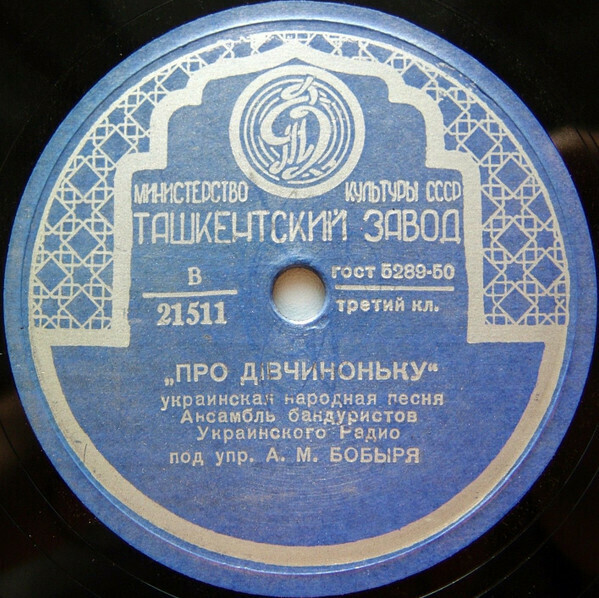 МИНИСТЕРСТВО КУЛЬТУРЫ СССР
ТАШКЕНТСКИЙ ЗАВОД
В
21511
ГОСТ 5289-50
ТРЕТИЙ КЛ.
„ПРО ДІВЧИНОНЬКУ“
украинская народная песня
Ансамбль бандуристов
Украинского Радио
под упр. А. М. БОБЫРЯ